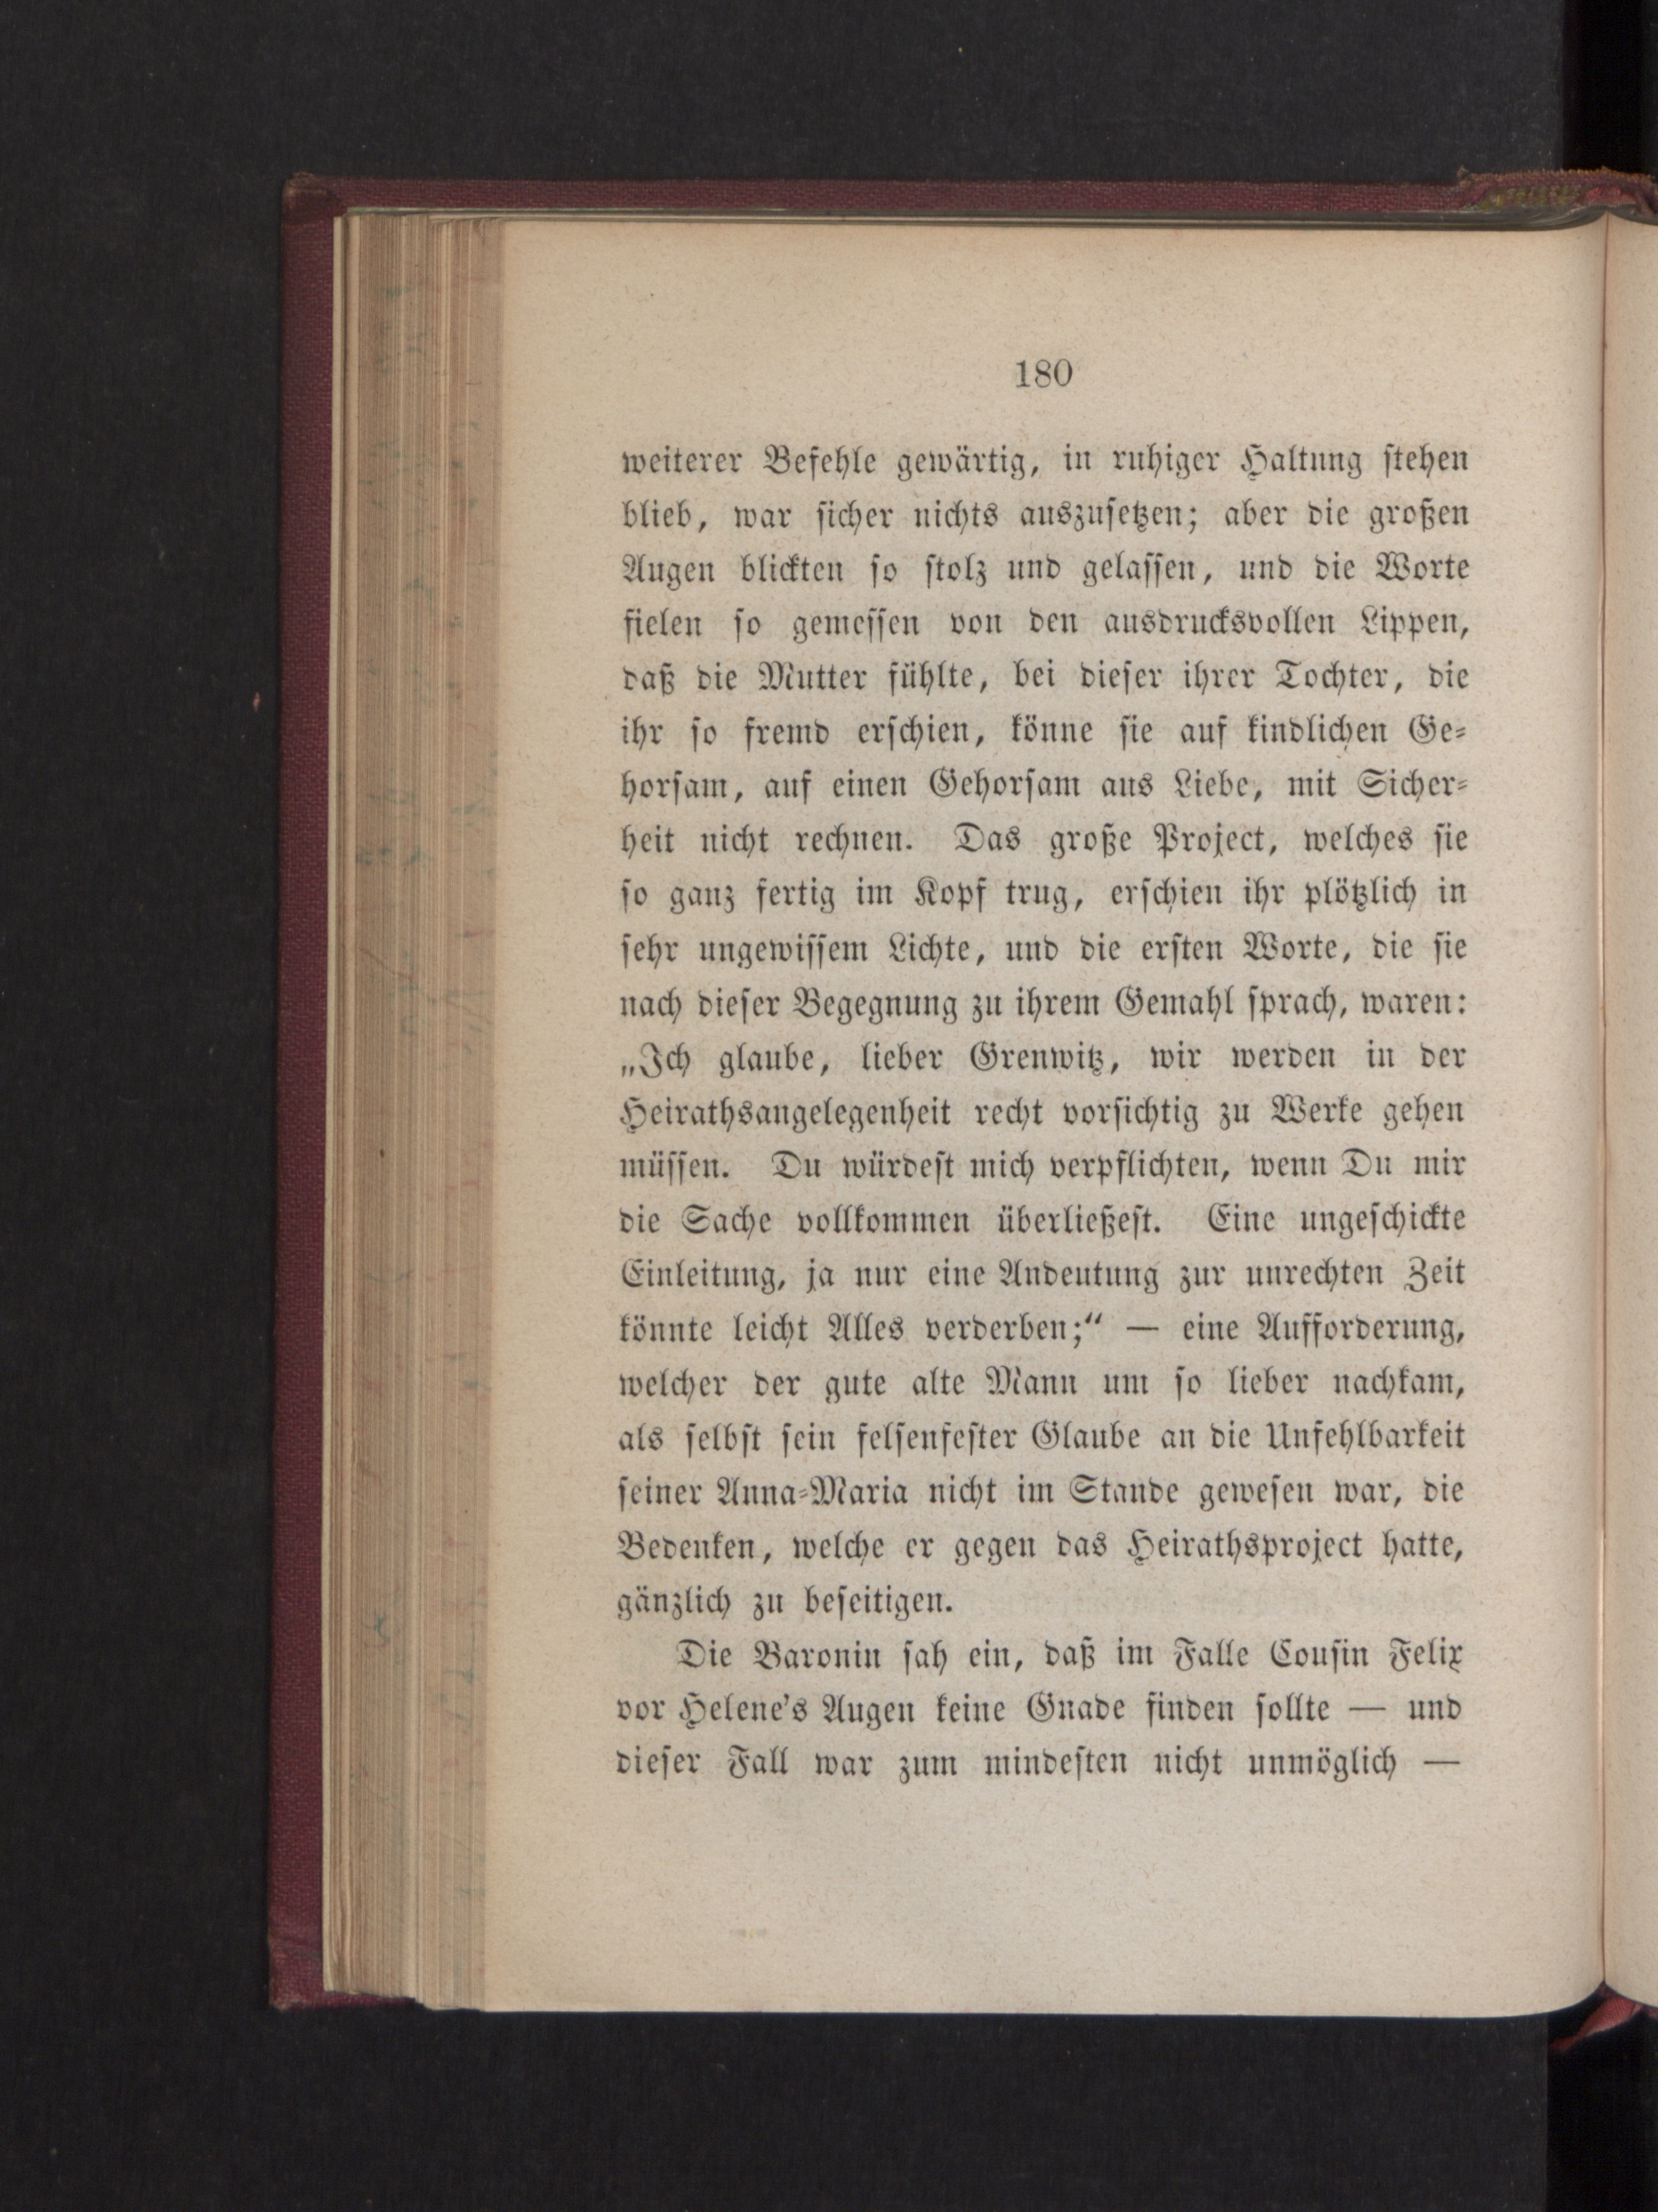 180
weiterer Befehle gewärtig, in ruhiger Haltung stehen
blieb, war sicher nichts auszusetzen; aber die großen
Augen blickten so stolz und gelassen, und die Worte
fielen so gemessen von den ausdrucksvollen Lippen,
daß die Mutter fühlte, bei dieser ihrer Tochter, die
ihr so fremd erschien, könne sie auf kindlichen Ge-
horsam, auf einen Gehorsam aus Liebe, mit Sicher-
heit nicht rechnen. Das große Project, welches sie
so ganz fertig im Kopf trug, erschien ihr plötzlich in
sehr ungewissem Lichte, und die ersten Worte, die sie
nach dieser Begegnung zu ihrem Gemahl sprach, waren:
„Ich glaube, lieber Grenwitz, wir werden in der
Heirathsangelegenheit recht vorsichtig zu Werke gehen
müssen. Du würdest mich verpflichten, wenn Du mir
die Sache vollkommen überließest. Eine ungeschickte
Einleitung, ja nur eine Andeutung zur unrechten Zeit
könnte leicht Alles verderben;“ — eine Aufforderung,
welcher der gute alte Mann um so lieber nachkam,
als selbst sein felsenfester Glaube an die Unfehlbarkeit
seiner Anna-Maria nicht im Stande gewesen war, die
Bedenken, welche er gegen das Heirathsproject hatte,
gänzlich zu beseitigen.
Die Baronin sah ein, daß im Falle Cousin Felix
vor Helene's Augen keine Gnade finden sollte — und
dieser Fall war zum mindesten nicht unmöglich —